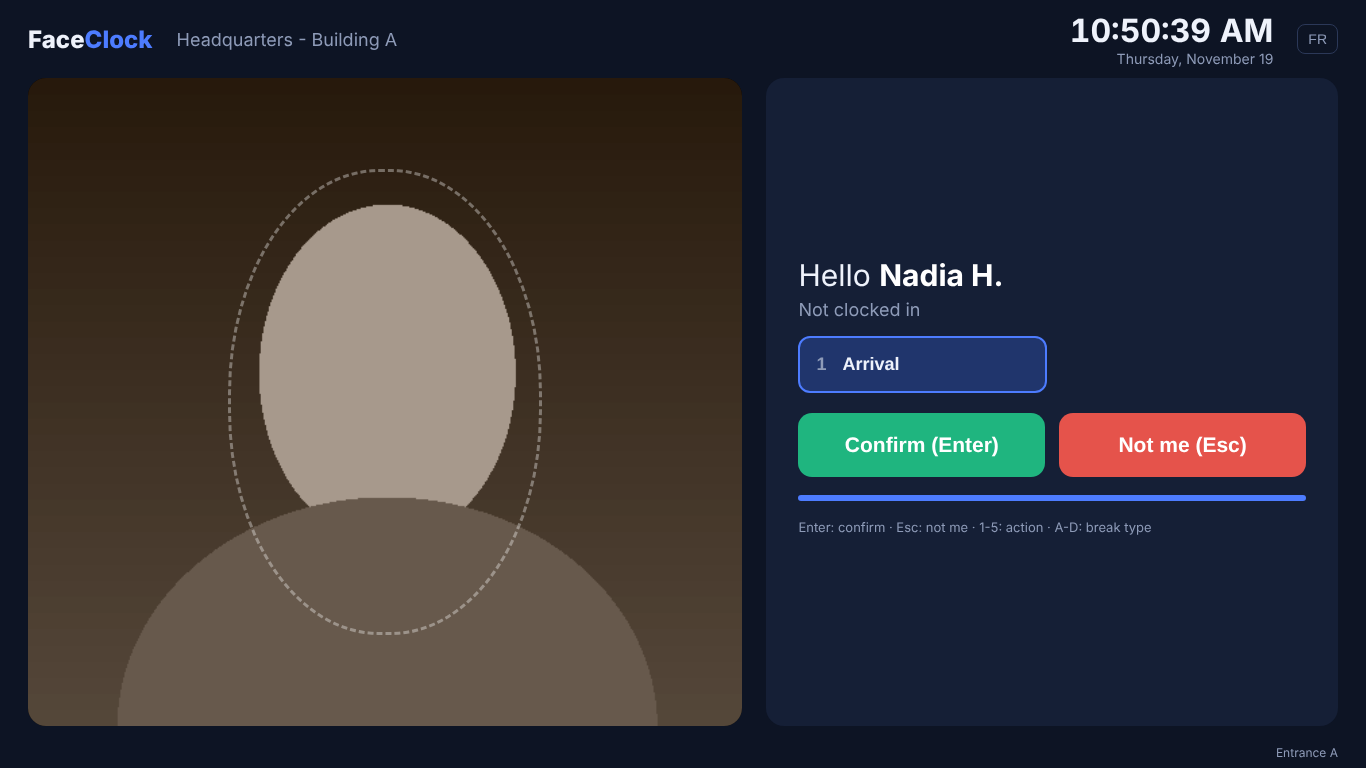 FaceClock
Headquarters - Building A
10:50:39 AM
Thursday, November 19
FR
Hello Nadia H.
Not clocked in
1 Arrival
Confirm (Enter)
Not me (Esc)
Enter: confirm · Esc: not me · 1-5: action · A-D: break type
Entrance A